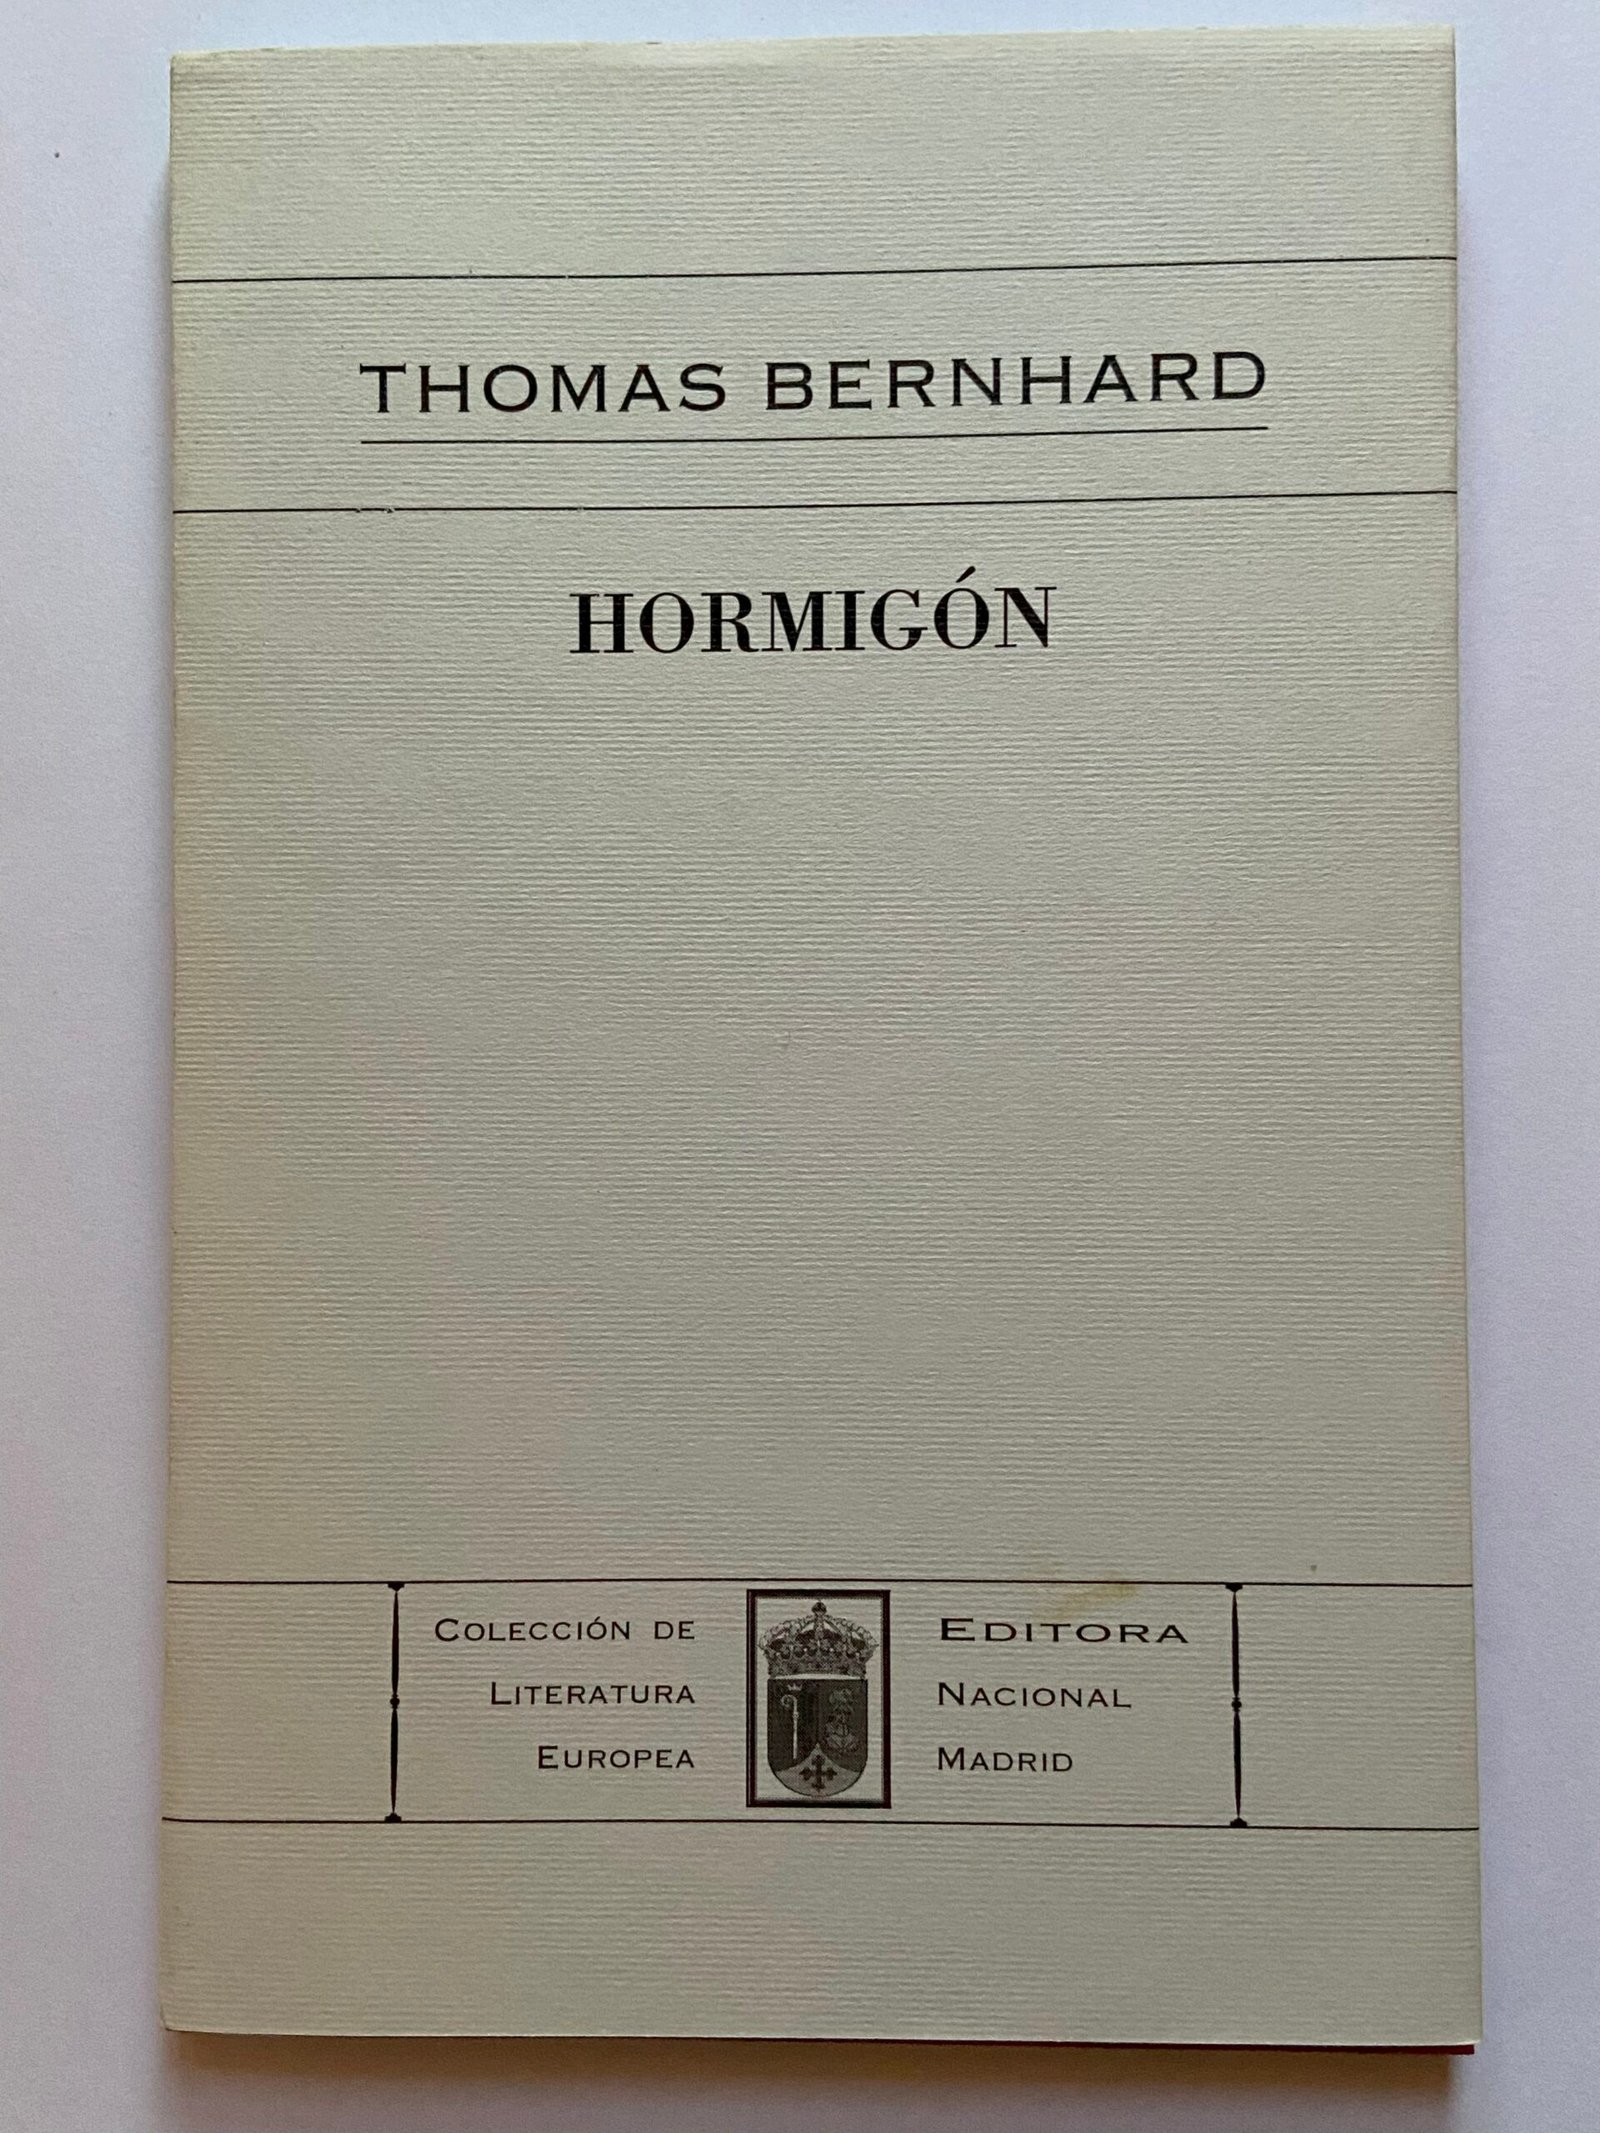 THOMAS BERNHARD
HORMIGÓN
COLECCIÓN DE
LITERATURA
EUROPEA
EDITORA
NACIONAL
MADRID